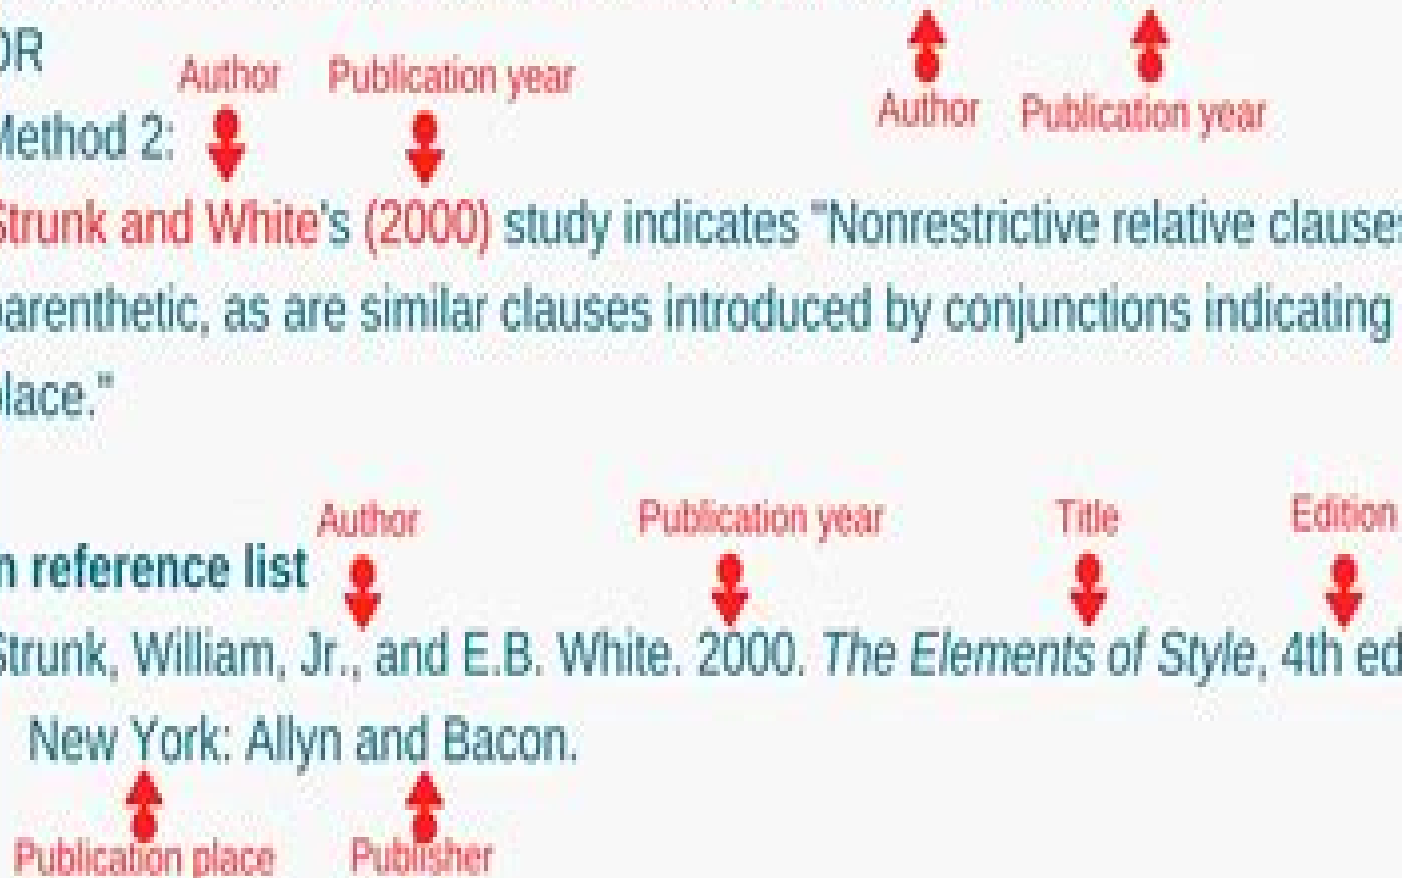 OR
Author Publication year
Author Publication year
Method 2:
Strunk and White's (2000) study indicates "Nonrestrictive relative clauses
parenthetic, as are similar clauses introduced by conjunctions indicating
place."
Author Publication year Title Edition
In reference list
Strunk, William, Jr., and E.B. White. 2000. The Elements of Style, 4th ed
New York: Allyn and Bacon.
Publication place Publisher